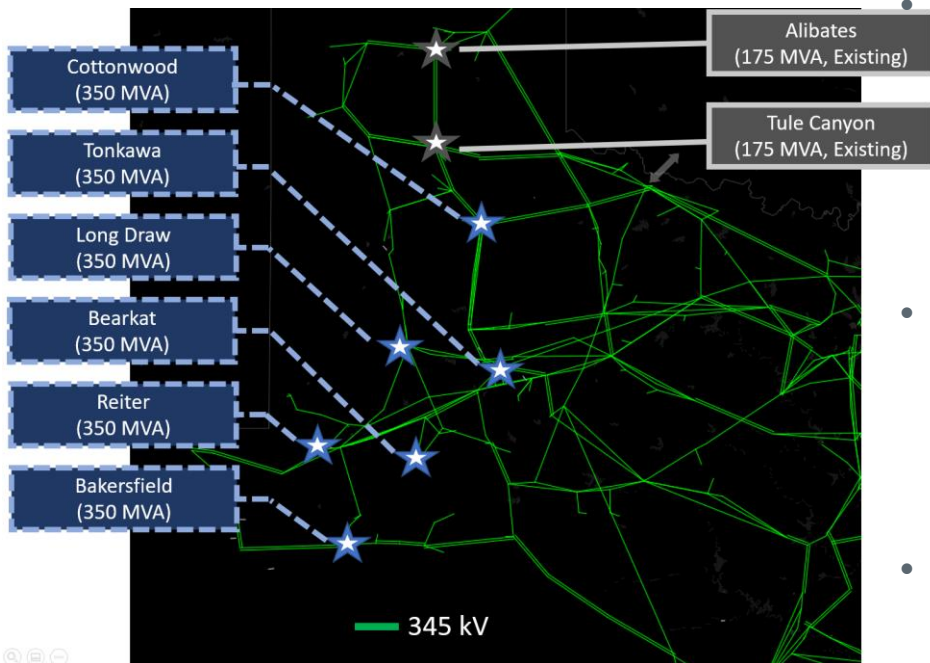 Cottonwood
(350 MVA)
Tonkawa
(350 MVA)
Long Draw
(350 MVA)
Bearkat
(350 MVA)
Reiter
(350 MVA)
Bakersfield
(350 MVA)
Alibates
(175 MVA, Existing)
Tule Canyon
(175 MVA, Existing)
345 kV